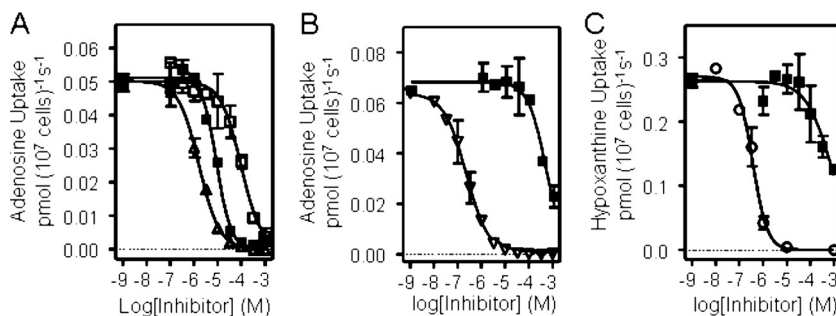 A
Adenosine Uptake
pmol (10⁷ cells)⁻¹s⁻¹
0.06
0.05
0.04
0.03
0.02
0.01
0.00
-9 -8 -7 -6 -5 -4 -3
Log[Inhibitor] (M)
B
Adenosine Uptake
pmol (10⁷ cells)⁻¹s⁻¹
0.08
0.06
0.04
0.02
0.00
-9 -8 -7 -6 -5 -4 -3
log[Inhibitor] (M)
C
Hypoxanthine Uptake
pmol (10⁷ cells)⁻¹s⁻¹
0.3
0.2
0.1
0.0
-9 -8 -7 -6 -5 -4 -3
log[Inhibitor] (M)